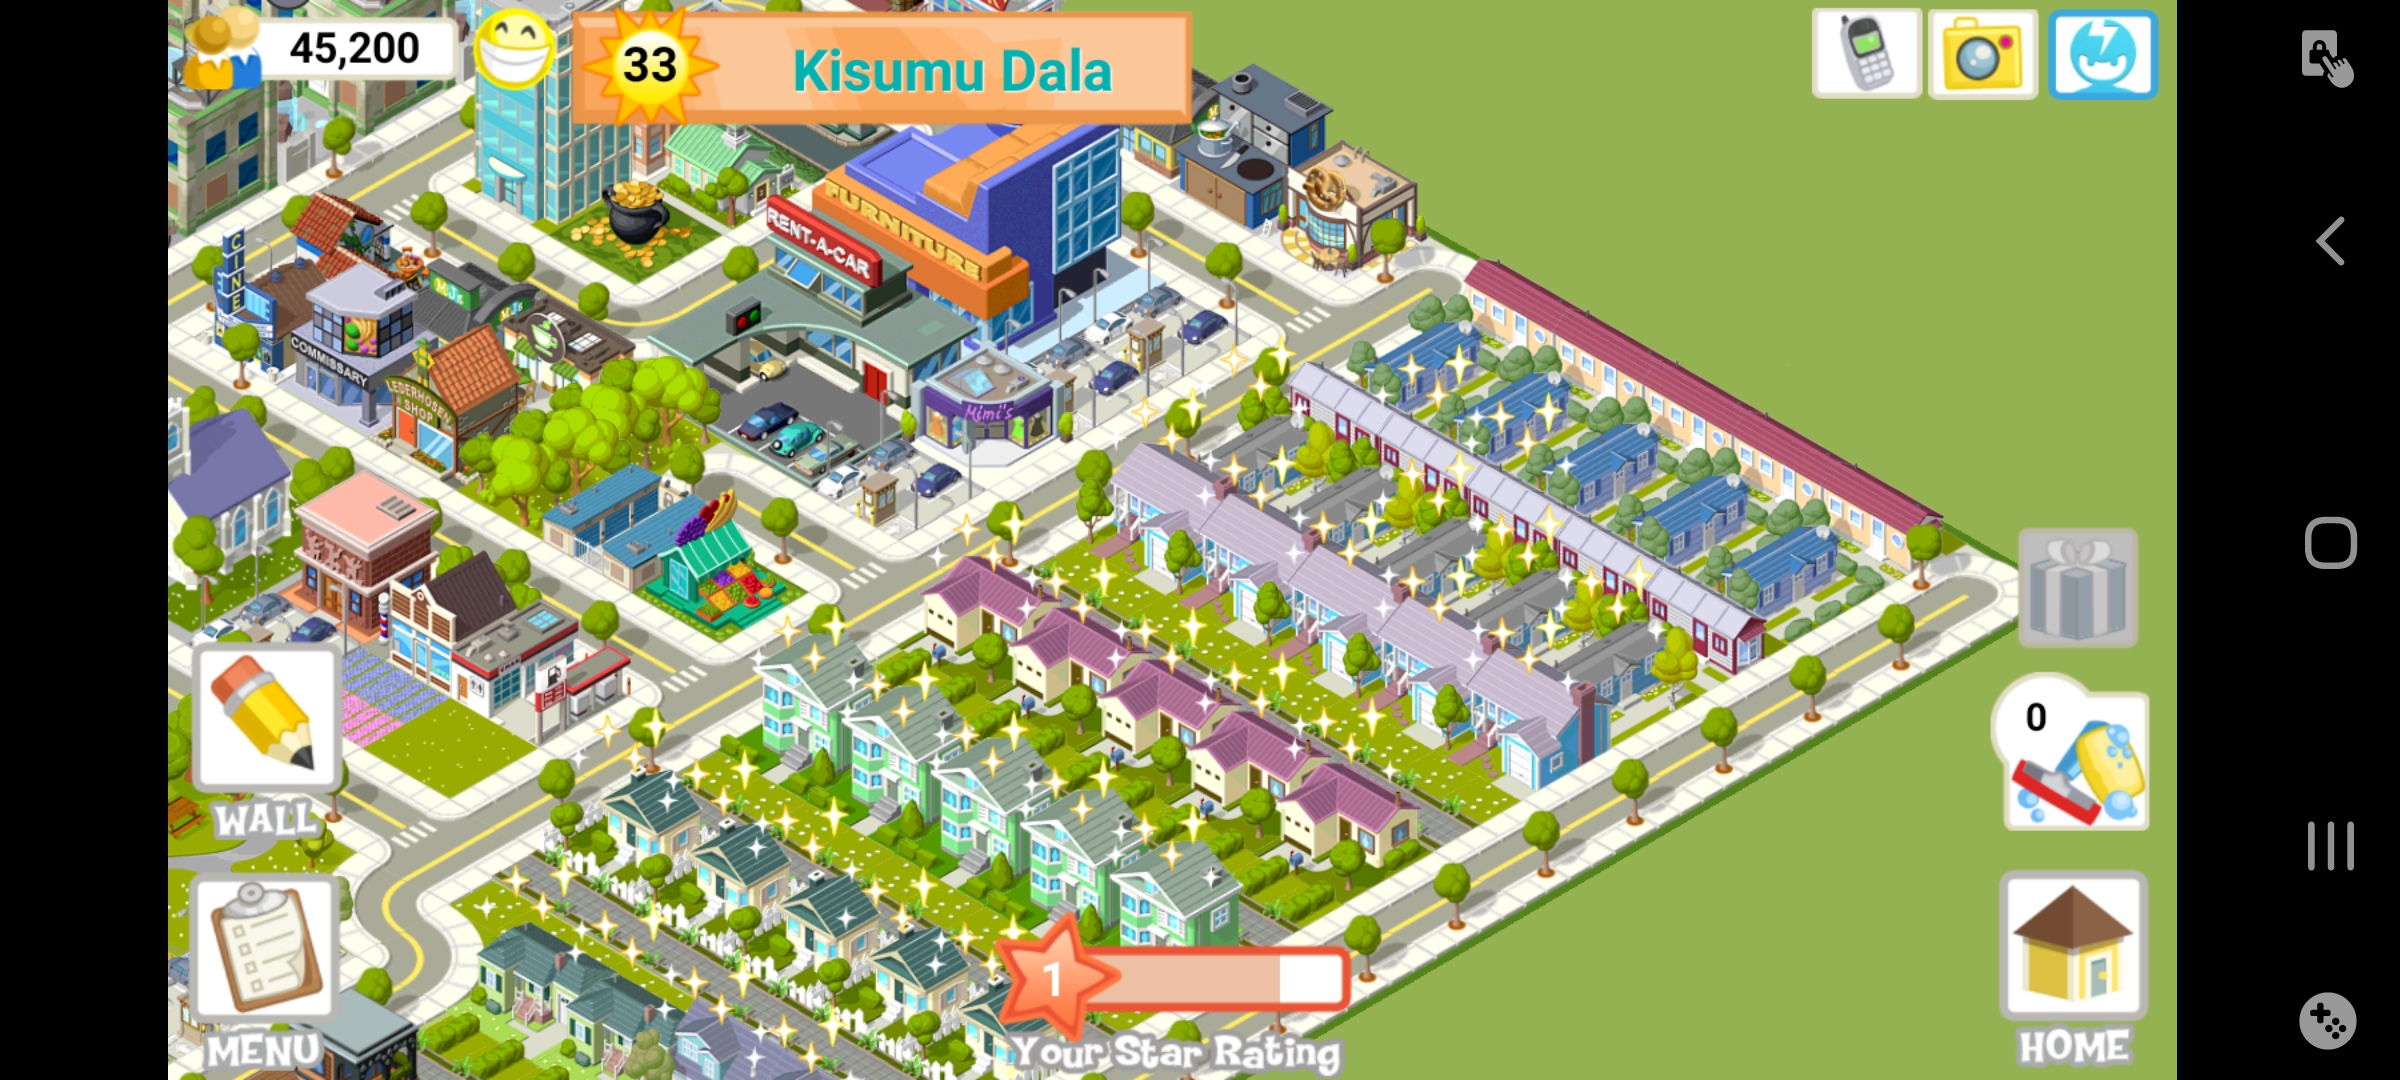 45,200
33
Kisumu Dala
FURNITURE
RENT-A-CAR
CINE
M.J's
COMMISSARY
LEDERHOSEN
SHOP
Mimi's
0
WALL
1
MENU
Your Star Rating
HOME